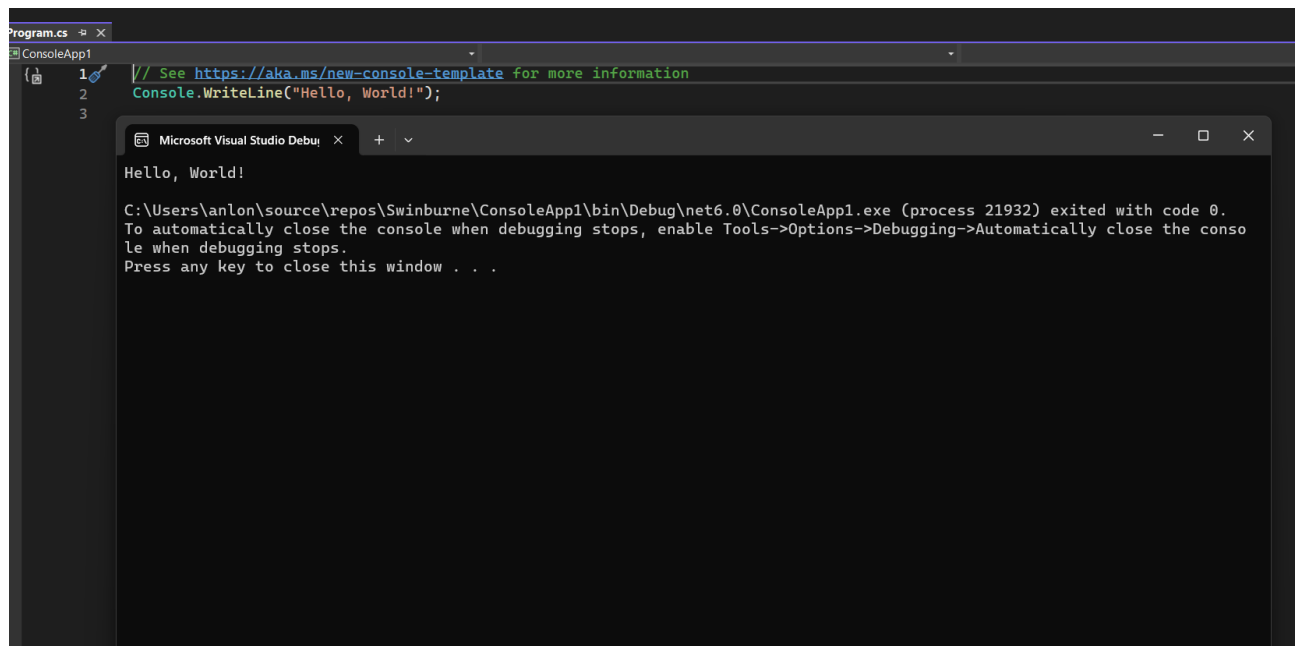 Program.cs
ConsoleApp1
1 // See https://aka.ms/new-console-template for more information
2 Console.WriteLine("Hello, World!");
3
Microsoft Visual Studio Debu
Hello, World!
C:\Users\anlon\source\repos\Swinburne\ConsoleApp1\bin\Debug\net6.0\ConsoleApp1.exe (process 21932) exited with code 0.
To automatically close the console when debugging stops, enable Tools->Options->Debugging->Automatically close the conso
le when debugging stops.
Press any key to close this window . . .